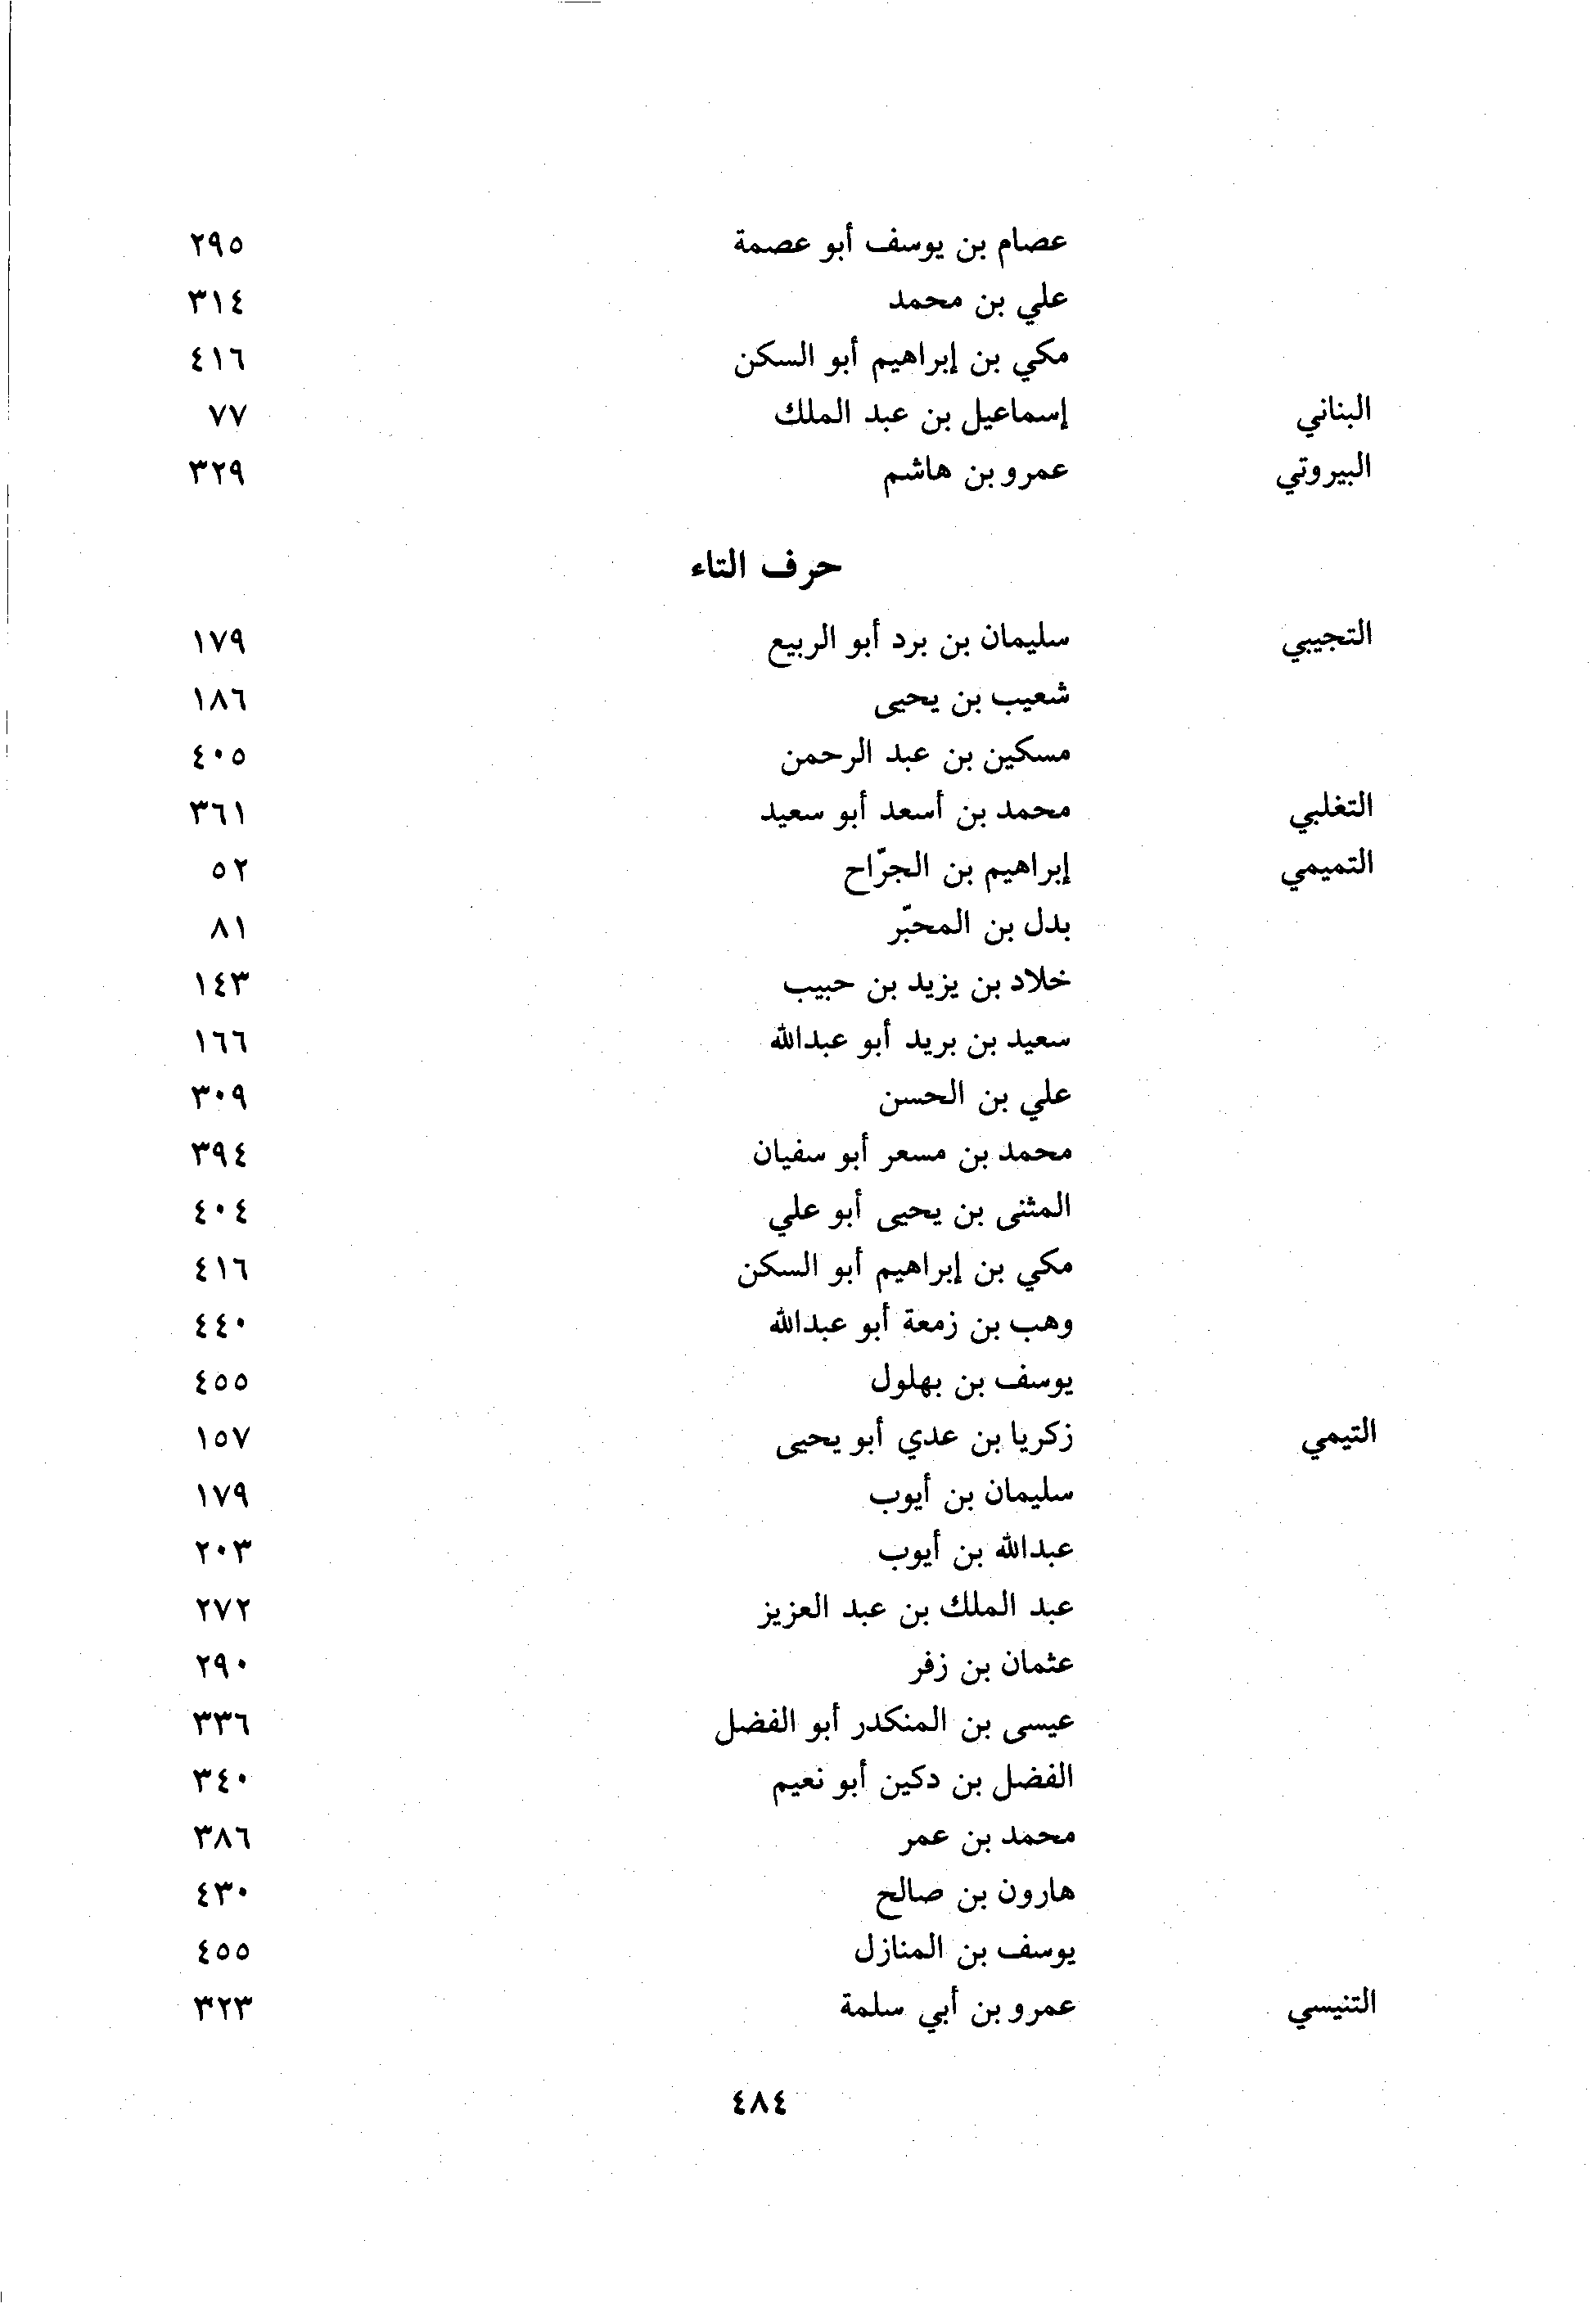 عصام بن يوسف أبو عصمة ٢٩٥
علي بن محمد ٣١٤
مكي بن إبراهيم أبو السكن ٤١٦
البناني إسماعيل بن عبد الملك ٧٧
البيروتي عمرو بن هاشم ٣٢٩
حرف التاء
التجيبي سليمان بن برد أبو الربيع ١٧٩
شعيب بن يحيى ١٨٦
مسكين بن عبد الرحمن ٤٠٥
التغلبي محمد بن أسعد أبو سعيد ٣٦١
التميمي إبراهيم بن الجرّاح ٥٢
بدل بن المحبّر ٨١
خلاد بن يزيد بن حبيب ١٤٣
سعيد بن بريد أبو عبدالله ١٦٦
علي بن الحسن ٣٠٩
محمد بن مسعر أبو سفيان ٣٩٤
المثنى بن يحيى أبو علي ٤٠٤
مكي بن إبراهيم أبو السكن ٤١٦
وهب بن زمعة أبو عبدالله ٤٤٠
يوسف بن بهلول ٤٥٥
التيمي زكريا بن عدي أبو يحيى ١٥٧
سليمان بن أيوب ١٧٩
عبدالله بن أيوب ٢٠٣
عبد الملك بن عبد العزيز ٢٧٢
عثمان بن زفر ٢٩٠
عيسى بن المنكدر أبو الفضل ٣٣٦
الفضل بن دكين أبو نعيم ٣٤٠
محمد بن عمر ٣٨٦
هارون بن صالح ٤٣٠
يوسف بن المنازل ٤٥٥
التنيسي عمرو بن أبي سلمة ٣٢٣
٤٨٤